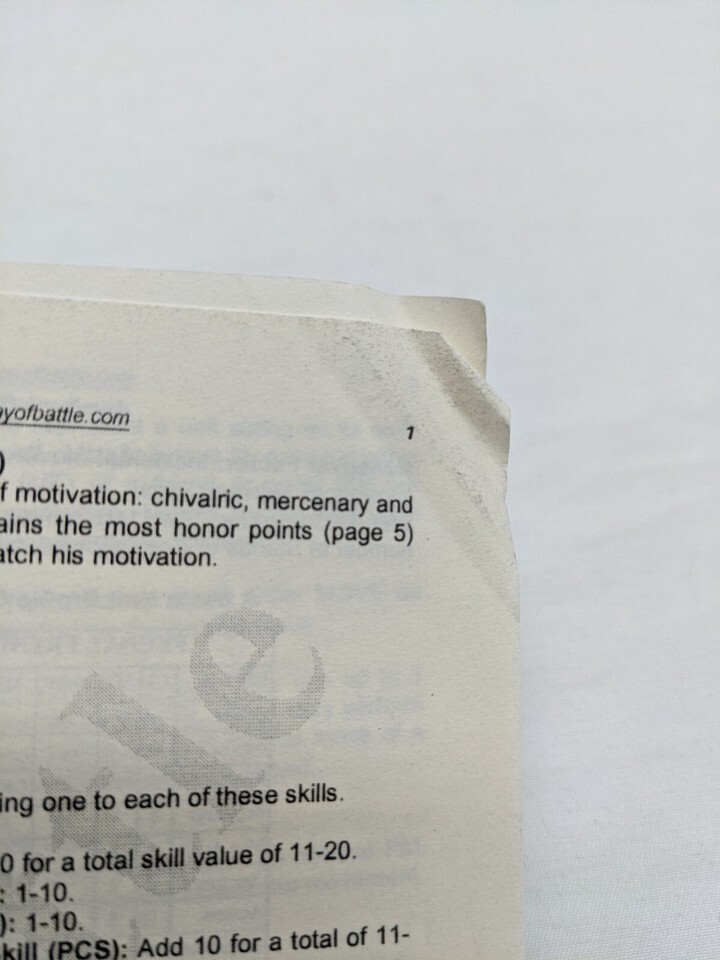 yofbattle.com
1
)
f motivation: chivalric, mercenary and
ains the most honor points (page 5)
atch his motivation.
tle
ing one to each of these skills.
0 for a total skill value of 11-20.
: 1-10.
): 1-10.
kill (PCS): Add 10 for a total of 11-